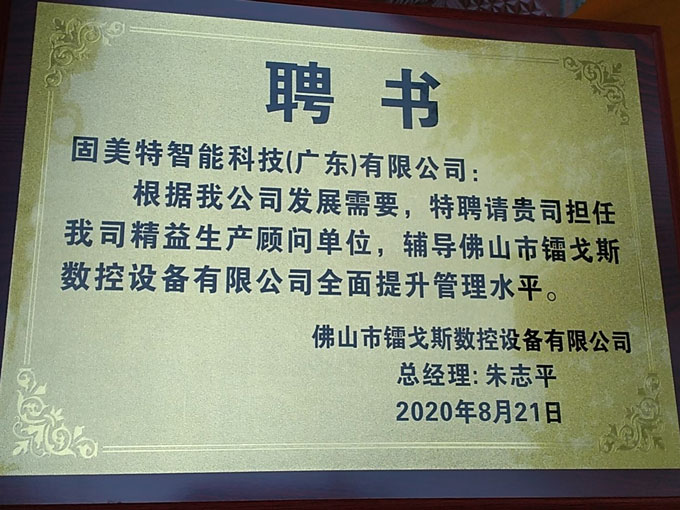 聘 书
固美特智能科技(广东)有限公司:
根据我公司发展需要，特聘请贵司担任
我司精益生产顾问单位，辅导佛山市镭戈斯
数控设备有限公司全面提升管理水平。
佛山市镭戈斯数控设备有限公司
总经理: 朱志平
2020年8月21日